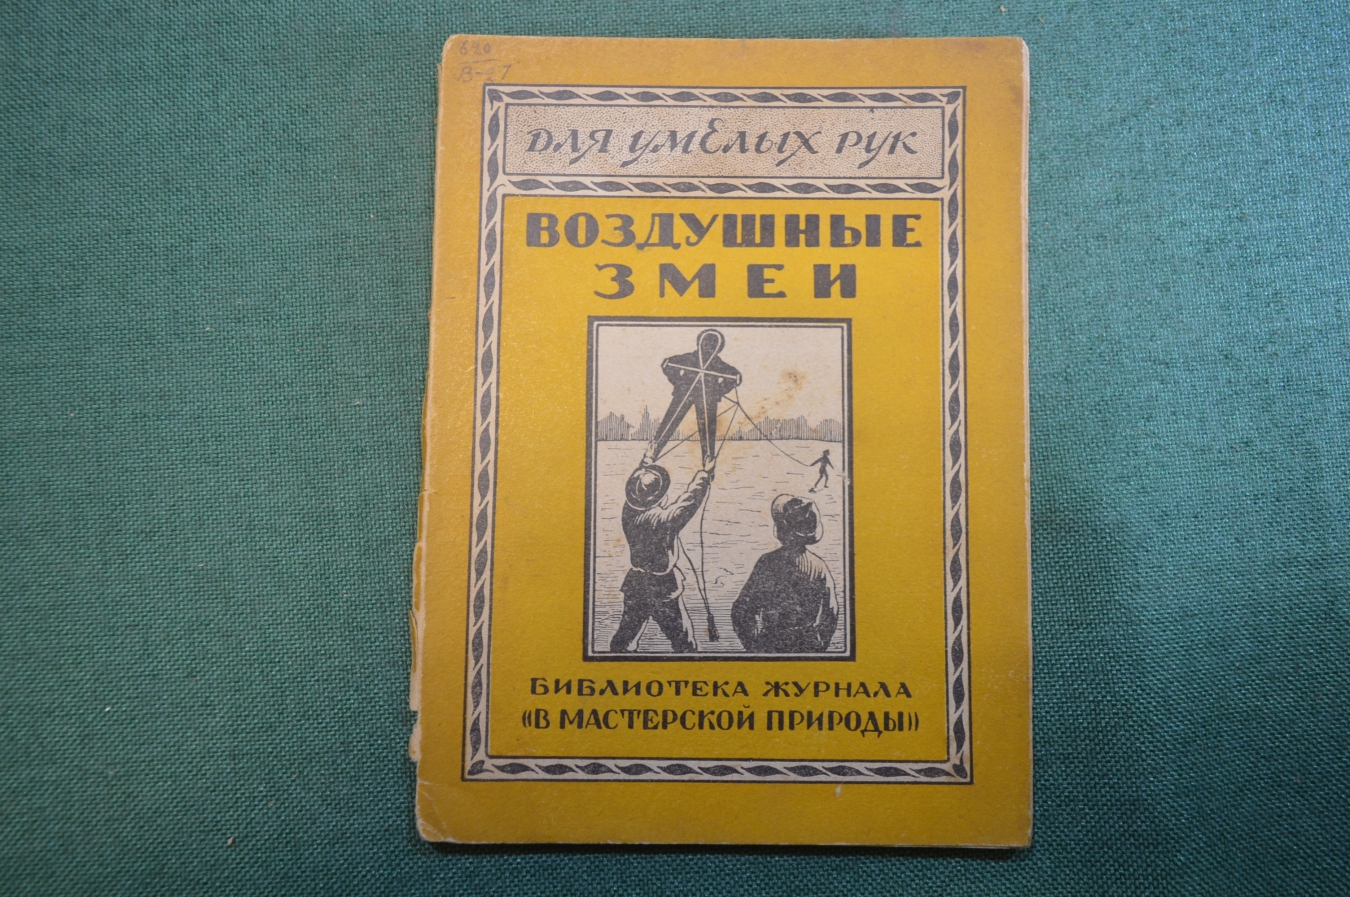 ДЛЯ УМЕЛЫХ РУК
ВОЗДУШНЫЕ
ЗМЕИ
БИБЛИОТЕКА ЖУРНАЛА
«В МАСТЕРСКОЙ ПРИРОДЫ»